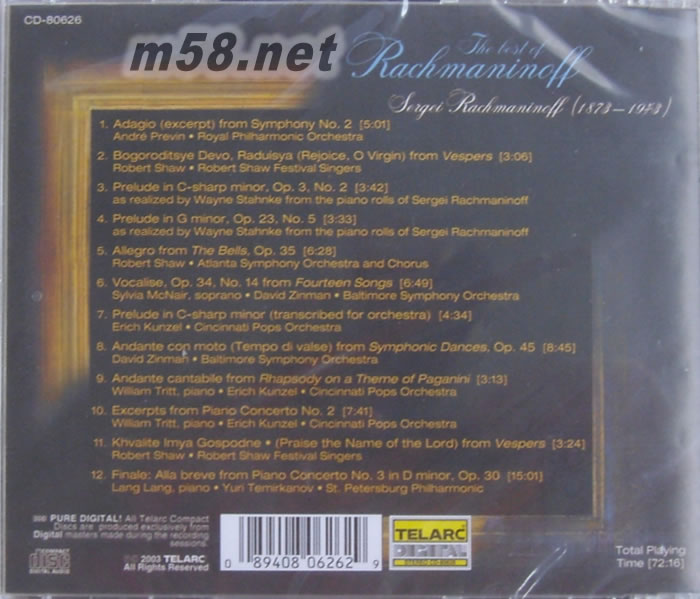 CD-80626
m58.net
The best of
Rachmaninoff
Sergei Rachmaninoff (1873–1943)
1. Adagio (excerpt) from Symphony No. 2 [5:01]
André Previn • Royal Philharmonic Orchestra
2. Bogoroditsye Devo, Raduisya (Rejoice, O Virgin) from Vespers [3:06]
Robert Shaw • Robert Shaw Festival Singers
3. Prelude in C-sharp minor, Op. 3, No. 2 [3:42]
as realized by Wayne Stahnke from the piano rolls of Sergei Rachmaninoff
4. Prelude in G minor, Op. 23, No. 5 [3:33]
as realized by Wayne Stahnke from the piano rolls of Sergei Rachmaninoff
5. Allegro from The Bells, Op. 35 [6:28]
Robert Shaw • Atlanta Symphony Orchestra and Chorus
6. Vocalise, Op. 34, No. 14 from Fourteen Songs [6:49]
Sylvia McNair, soprano • David Zinman • Baltimore Symphony Orchestra
7. Prelude in C-sharp minor (transcribed for orchestra) [4:34]
Erich Kunzel • Cincinnati Pops Orchestra
8. Andante con moto (Tempo di valse) from Symphonic Dances, Op. 45 [8:45]
David Zinman • Baltimore Symphony Orchestra
9. Andante cantabile from Rhapsody on a Theme of Paganini [3:13]
William Tritt, piano • Erich Kunzel • Cincinnati Pops Orchestra
10. Excerpts from Piano Concerto No. 2 [7:41]
William Tritt, piano • Erich Kunzel • Cincinnati Pops Orchestra
11. Khvalite Imya Gospodne • (Praise the Name of the Lord) from Vespers [3:24]
Robert Shaw • Robert Shaw Festival Singers
12. Finale: Alla breve from Piano Concerto No. 3 in D minor, Op. 30 [15:01]
Lang Lang, piano • Yuri Temirkanov • St. Petersburg Philharmonic
PURE DIGITAL! All Telarc Compact
Discs are produced exclusively from
Digital masters made during the recording
sessions.
COMPACT
disc
DIGITAL AUDIO
2003 TELARC
All Rights Reserved
0 89408 06262 9
TELARC
DIGITAL
Total Playing
Time [72:16]